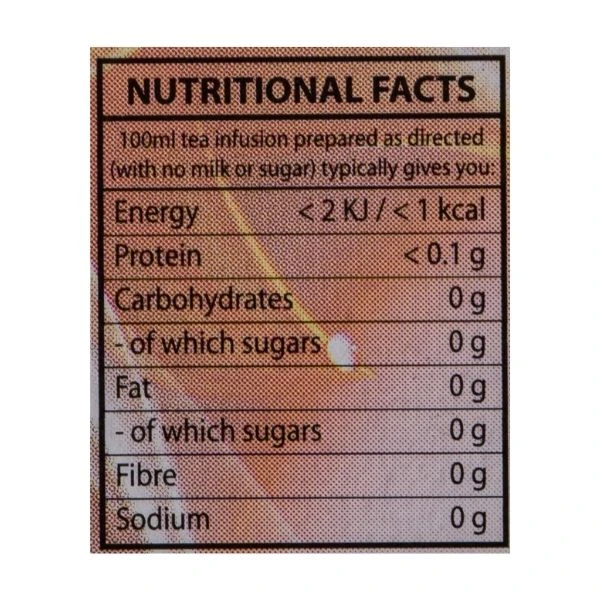 NUTRITIONAL FACTS
100ml tea infusion prepared as directed
(with no milk or sugar) typically gives you:
Energy < 2 KJ / < 1 kcal
Protein < 0.1 g
Carbohydrates 0 g
- of which sugars 0 g
Fat 0 g
- of which sugars 0 g
Fibre 0 g
Sodium 0 g